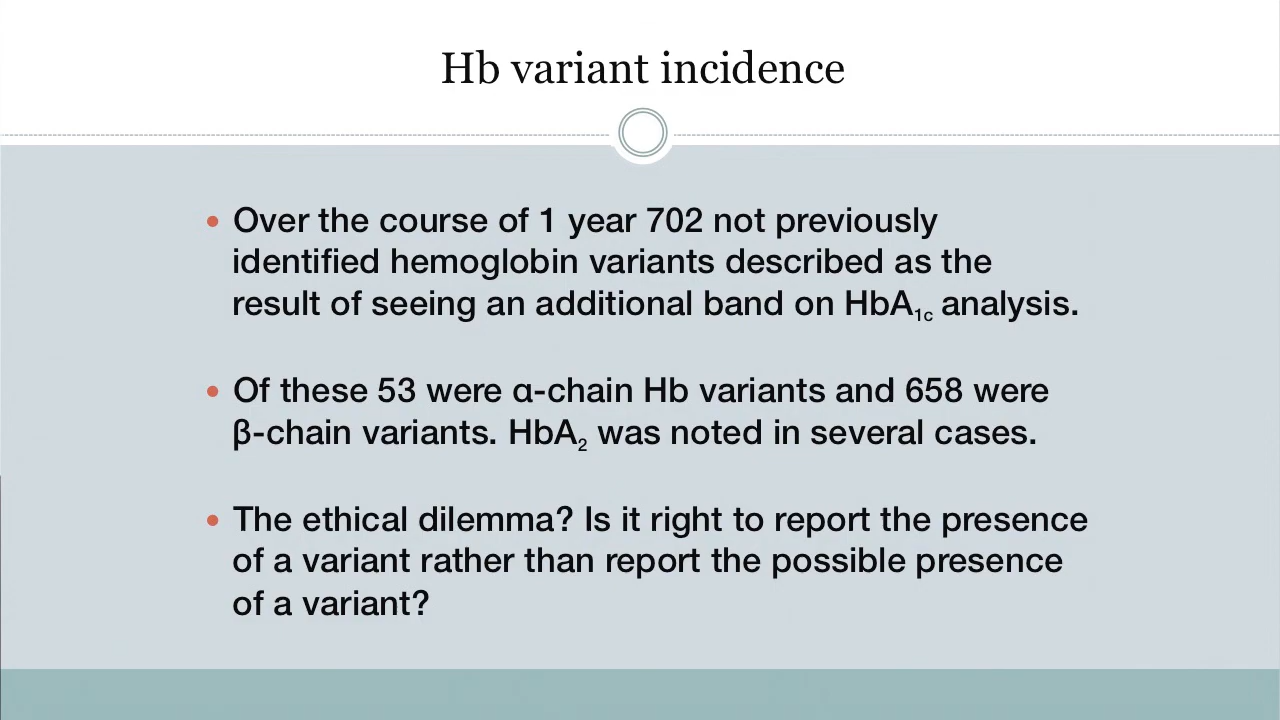 Hb variant incidence
• Over the course of 1 year 702 not previously
identified hemoglobin variants described as the
result of seeing an additional band on HbA1c analysis.
• Of these 53 were α-chain Hb variants and 658 were
β-chain variants. HbA2 was noted in several cases.
• The ethical dilemma? Is it right to report the presence
of a variant rather than report the possible presence
of a variant?